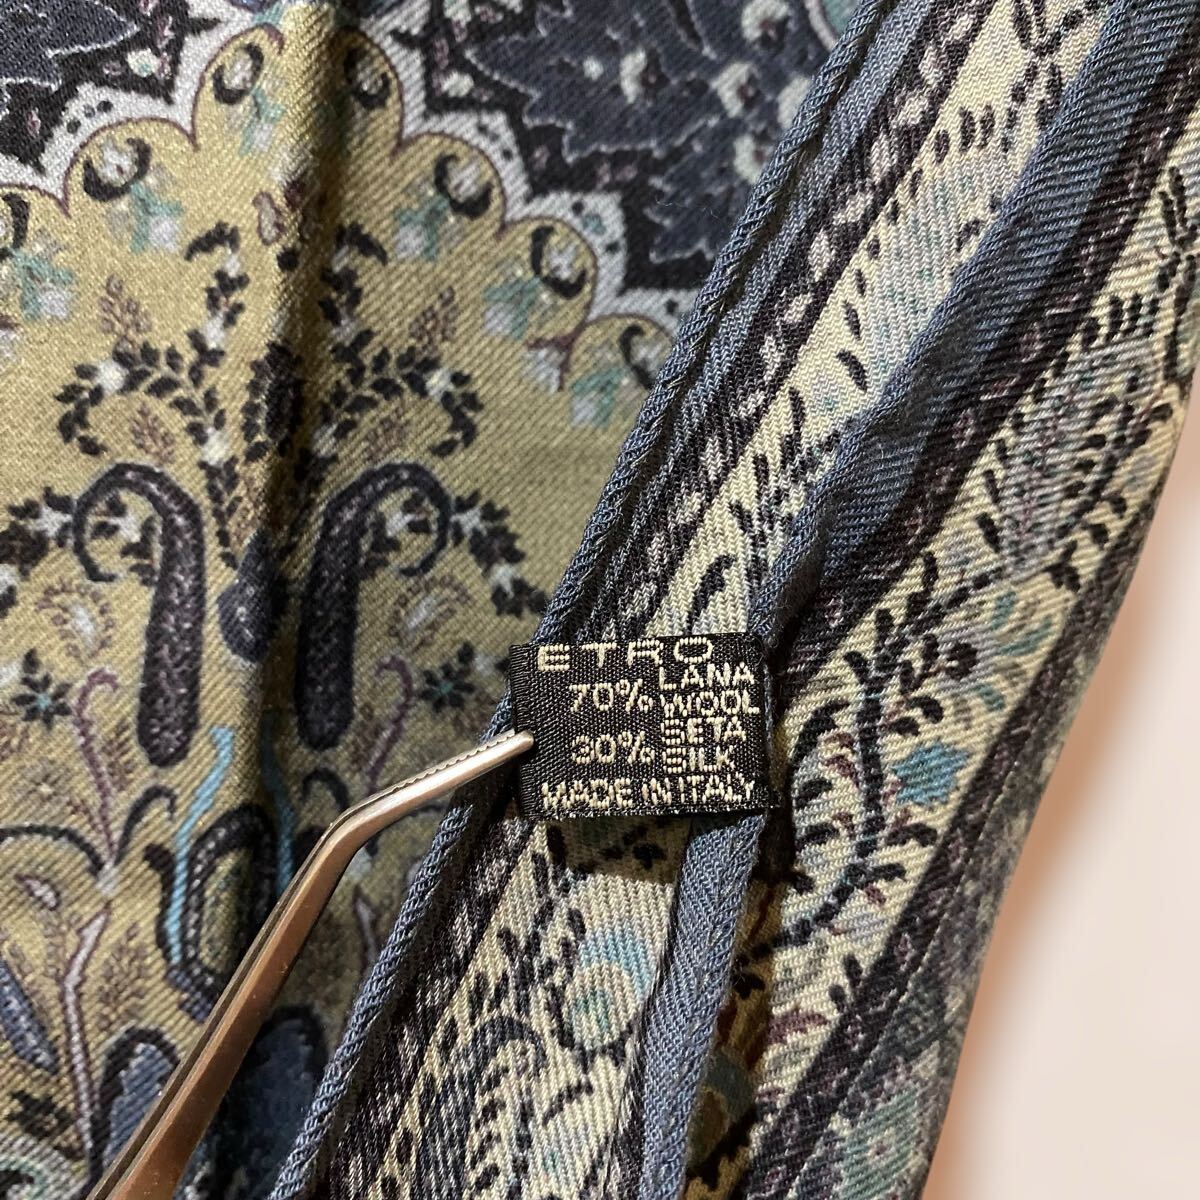 ETRO
70% LANA
WOOL
30% SETA
SILK
MADE IN ITALY